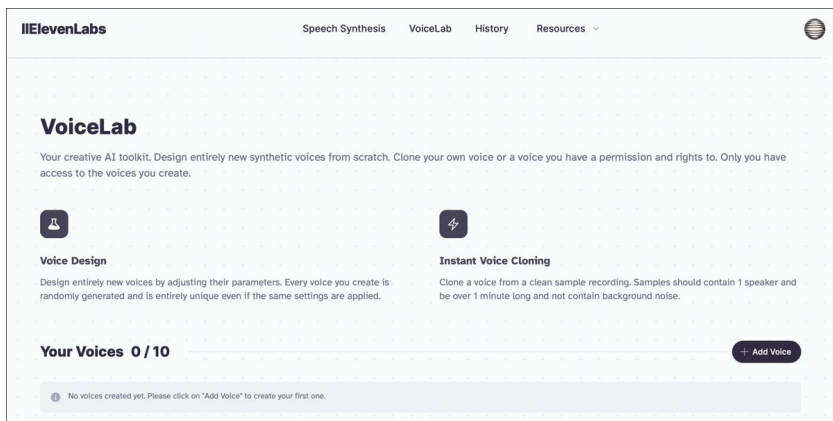 IIElevenLabs
Speech Synthesis VoiceLab History Resources
VoiceLab
Your creative AI toolkit. Design entirely new synthetic voices from scratch. Clone your own voice or a voice you have a permission and rights to. Only you have
access to the voices you create.
Voice Design
Design entirely new voices by adjusting their parameters. Every voice you create is
randomly generated and is entirely unique even if the same settings are applied.
Instant Voice Cloning
Clone a voice from a clean sample recording. Samples should contain 1 speaker and
be over 1 minute long and not contain background noise.
Your Voices 0 / 10
+ Add Voice
No voices created yet. Please click on "Add Voice" to create your first one.